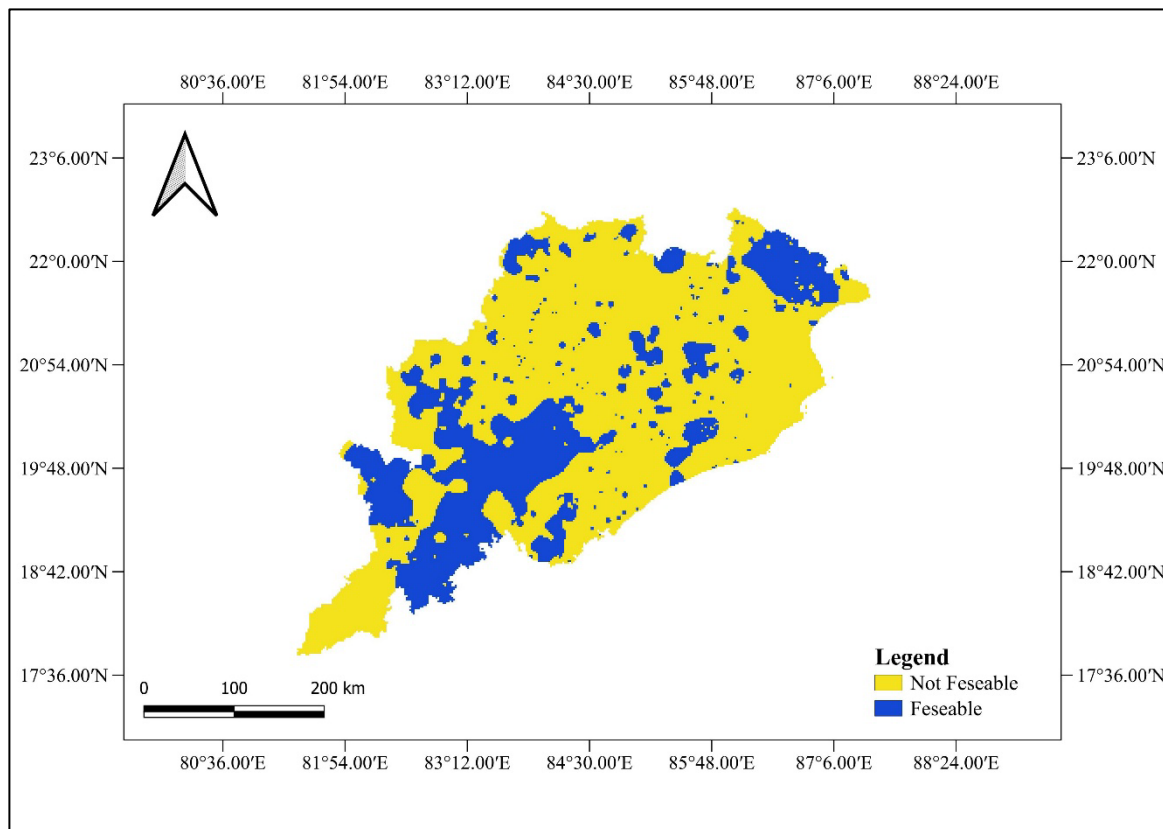 80°36.00′E 81°54.00′E 83°12.00′E 84°30.00′E 85°48.00′E 87°6.00′E 88°24.00′E
23°6.00′N 23°6.00′N
22°0.00′N 22°0.00′N
20°54.00′N 20°54.00′N
19°48.00′N 19°48.00′N
18°42.00′N 18°42.00′N
Legend
17°36.00′N 17°36.00′N
Not Feseable
0 100 200 km
Feseable
80°36.00′E 81°54.00′E 83°12.00′E 84°30.00′E 85°48.00′E 87°6.00′E 88°24.00′E